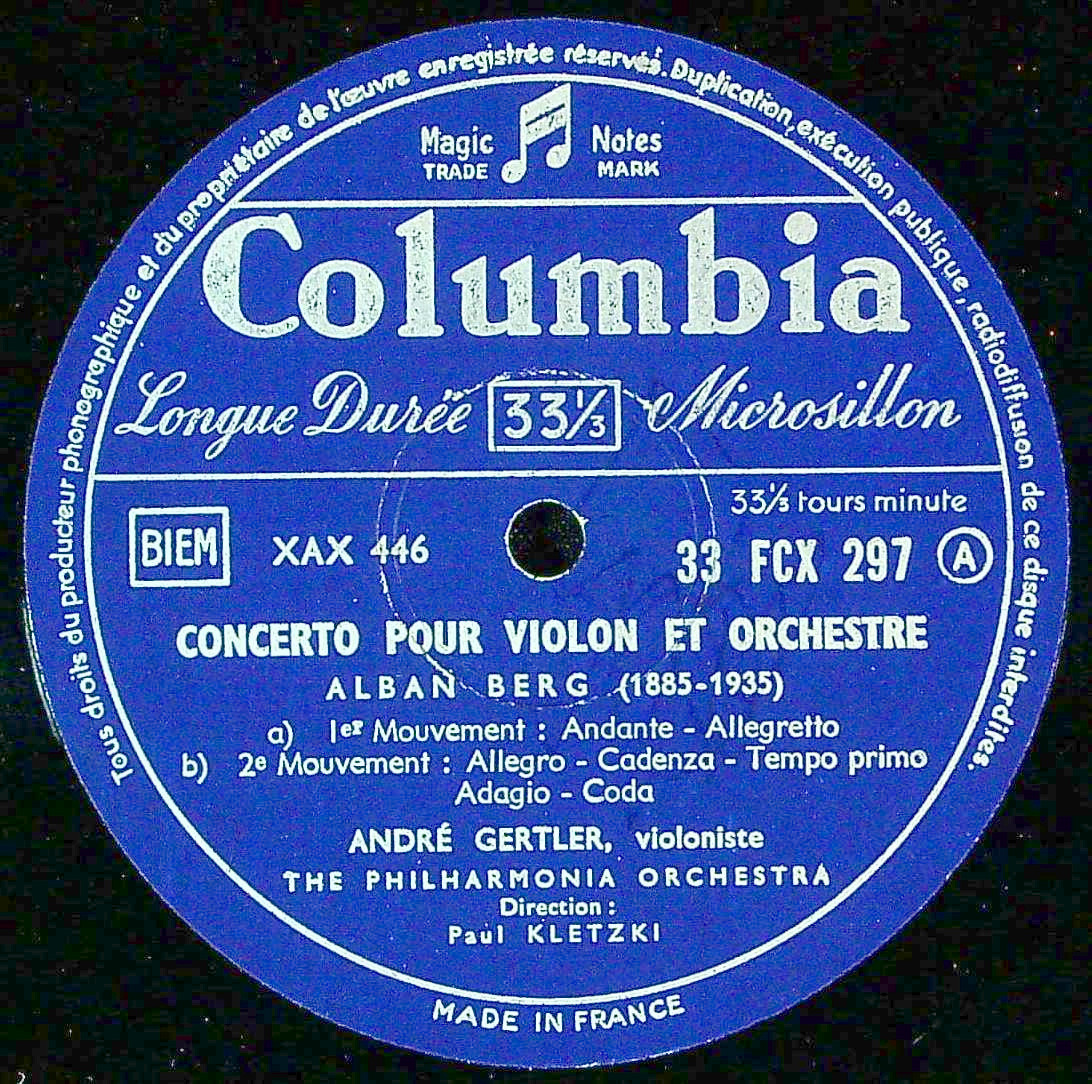 Tous droits du producteur phonographique et du propriétaire de l'œuvre enregistrée réservés. Duplication, exécution publique, radiodiffusion de ce disque interdites.
Magic Notes
TRADE MARK
Columbia
Longue Durée 33⅓ Microsillon
33⅓ tours minute
BIEM XAX 446 33 FCX 297 A
CONCERTO POUR VIOLON ET ORCHESTRE
ALBAN BERG (1885-1935)
a) 1er Mouvement : Andante - Allegretto
b) 2e Mouvement : Allegro - Cadenza - Tempo primo
Adagio - Coda
ANDRÉ GERTLER, violoniste
THE PHILHARMONIA ORCHESTRA
Direction :
Paul KLETZKI
MADE IN FRANCE